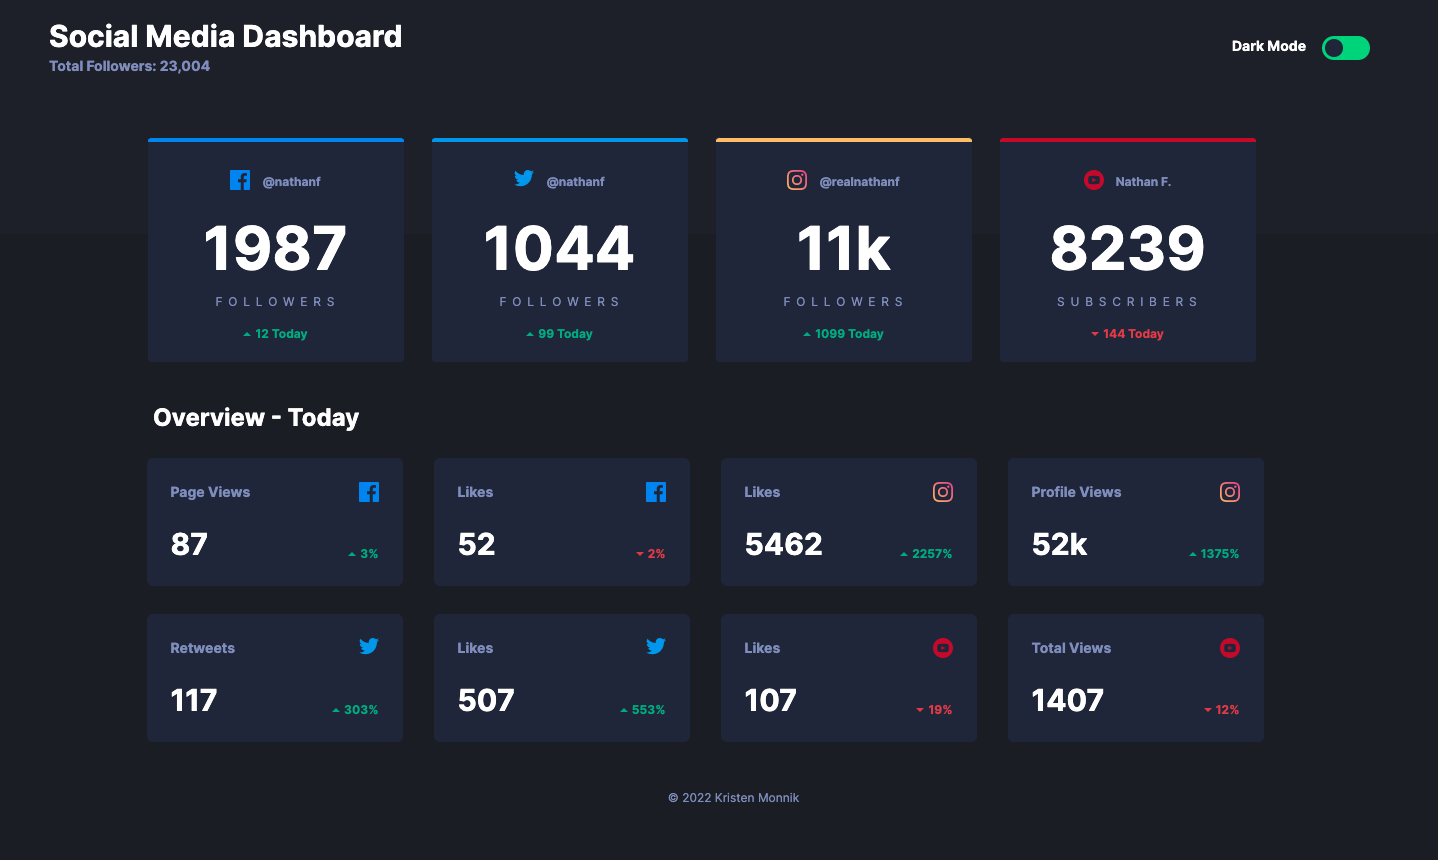 Social Media Dashboard
Total Followers: 23,004
Dark Mode
@nathanf
1987
FOLLOWERS
12 Today
@nathanf
1044
FOLLOWERS
99 Today
@realnathanf
11k
FOLLOWERS
1099 Today
Nathan F.
8239
SUBSCRIBERS
144 Today
Overview - Today
Page Views
87
3%
Likes
52
2%
Likes
5462
2257%
Profile Views
52k
1375%
Retweets
117
303%
Likes
507
553%
Likes
107
19%
Total Views
1407
12%
© 2022 Kristen Monnik